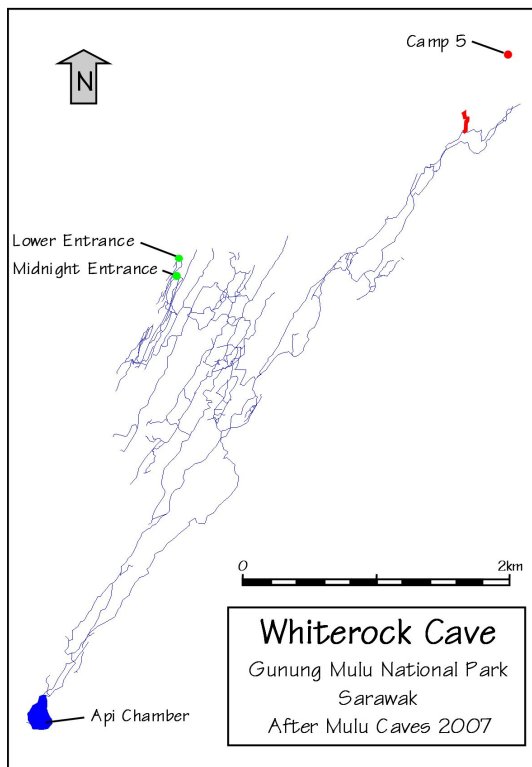 Camp 5
N
Lower Entrance
Midnight Entrance
0 2km
Whiterock Cave
Gunung Mulu National Park
Sarawak
After Mulu Caves 2007
Api Chamber